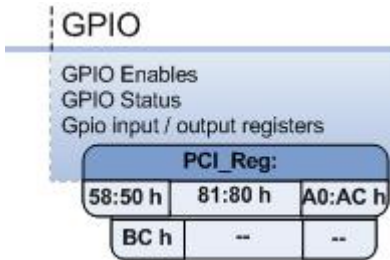 GPIO
GPIO Enables
GPIO Status
Gpio input / output registers
PCI_Reg:
58:50 h 81:80 h A0:AC h
BC h -- --